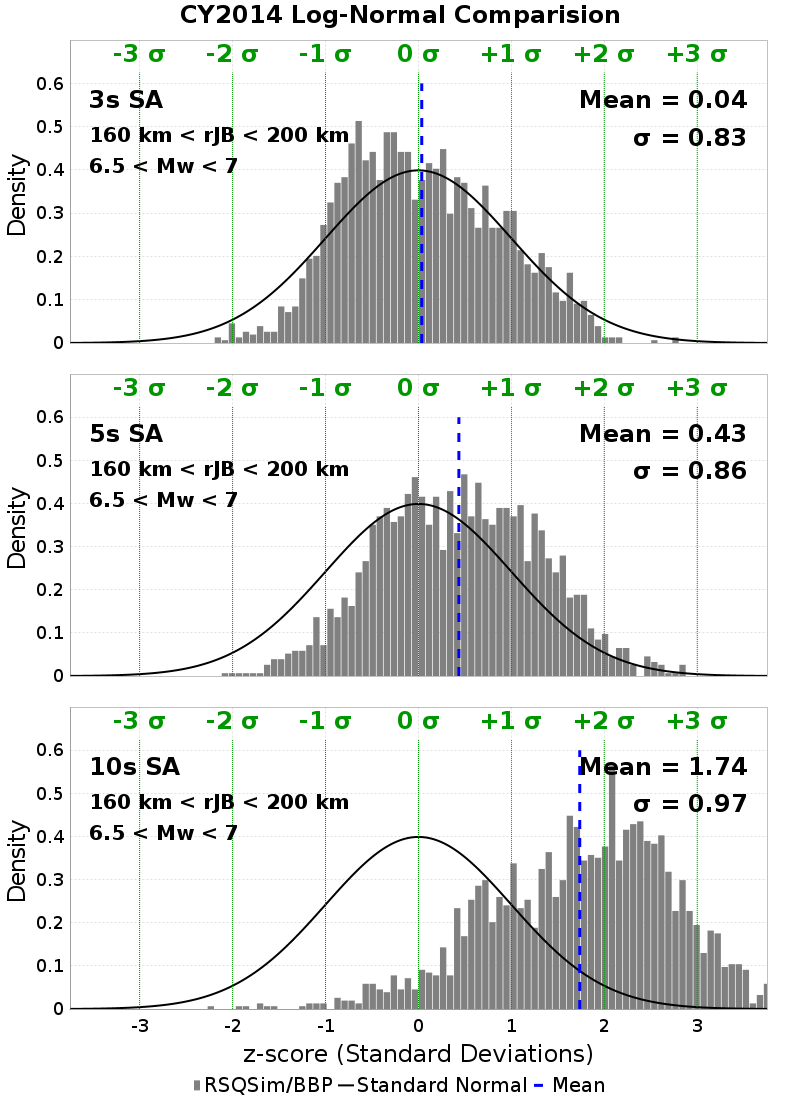 CY2014 Log-Normal Comparision
-3 σ -2 σ -1 σ 0 σ +1 σ +2 σ +3 σ
3s SA Mean = 0.04
160 km < rJB < 200 km σ = 0.83
6.5 < Mw < 7
Density
0.6
0.5
0.4
0.3
0.2
0.1
0
-3 σ -2 σ -1 σ 0 σ +1 σ +2 σ +3 σ
5s SA Mean = 0.43
160 km < rJB < 200 km σ = 0.86
6.5 < Mw < 7
Density
0.6
0.5
0.4
0.3
0.2
0.1
0
-3 σ -2 σ -1 σ 0 σ +1 σ +2 σ +3 σ
10s SA Mean = 1.74
160 km < rJB < 200 km σ = 0.97
6.5 < Mw < 7
Density
0.6
0.5
0.4
0.3
0.2
0.1
0
-3 -2 -1 0 1 2 3
z-score (Standard Deviations)
RSQSim/BBP Standard Normal Mean